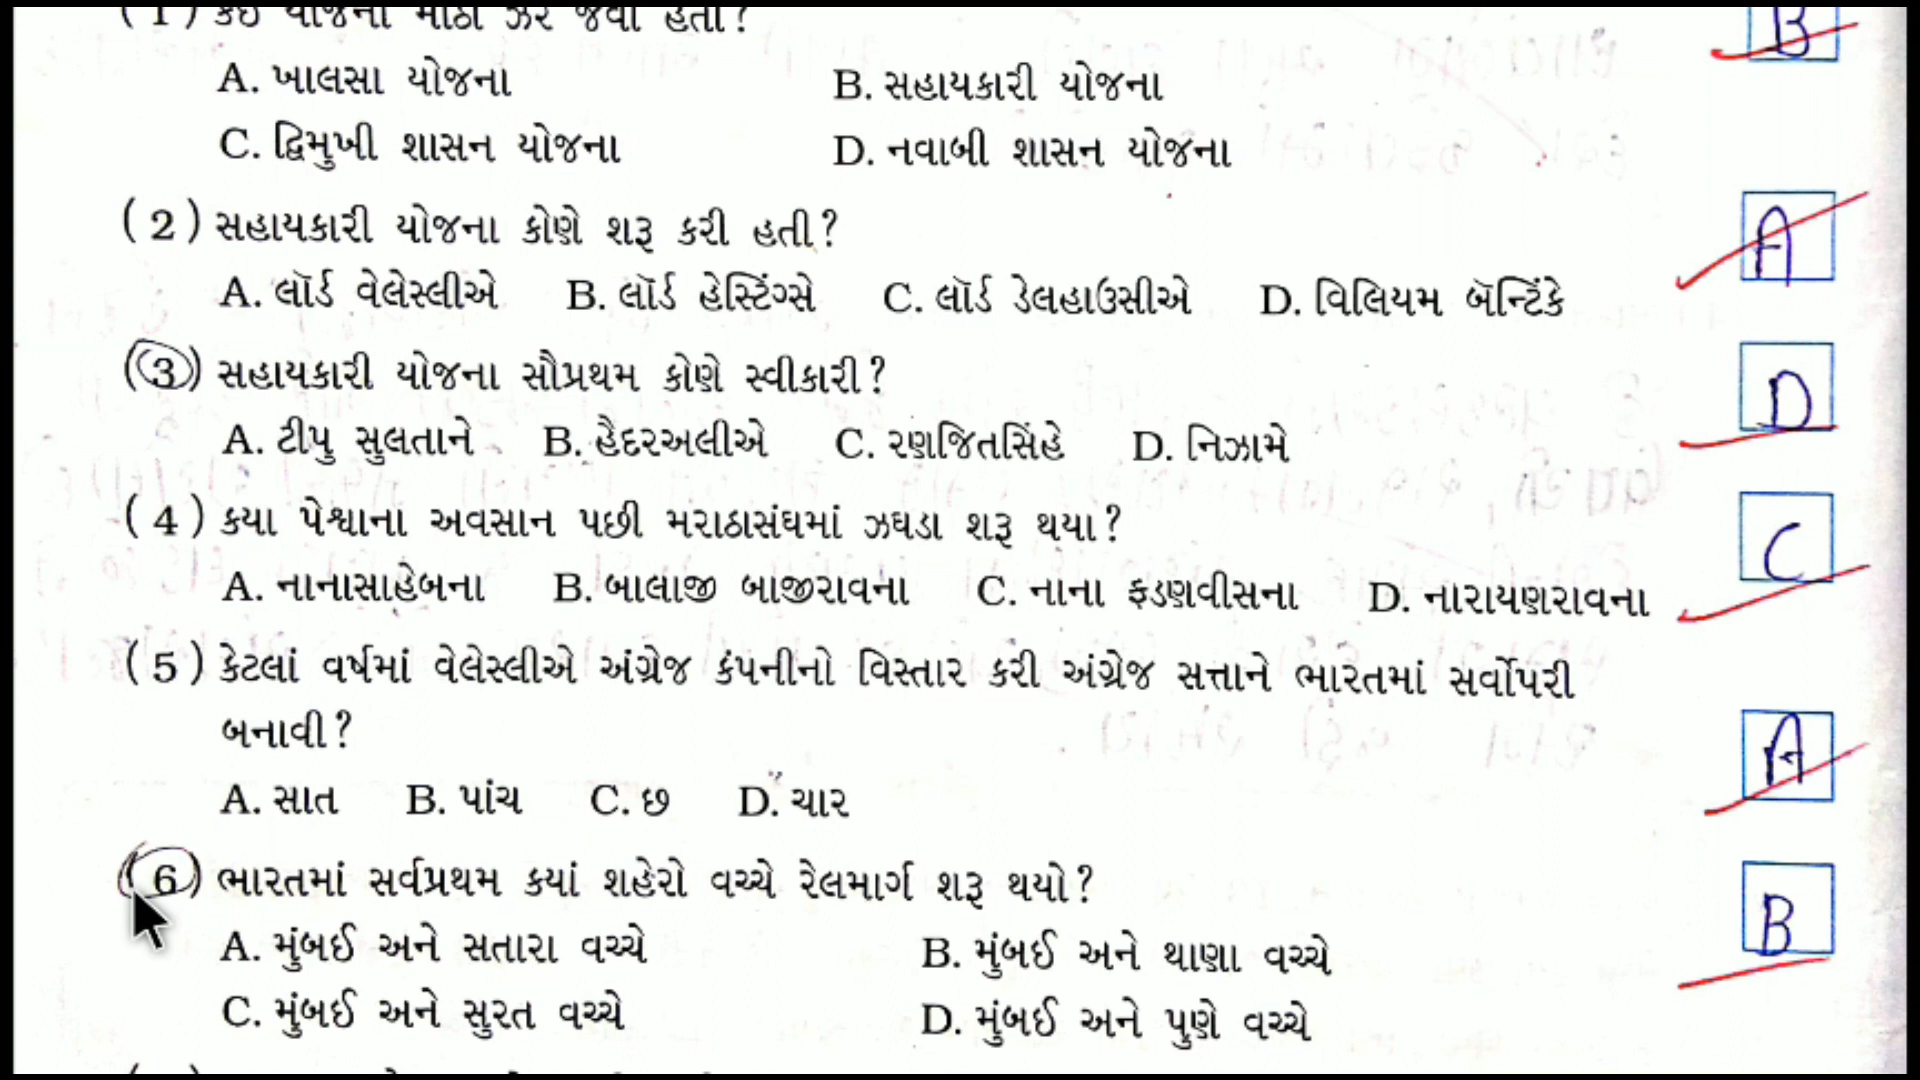 (1) કઈ યોજના મીઠા ઝેર જેવી હતી? B
A. ખાલસા યોજના B. સહાયકારી યોજના
C. દ્વિમુખી શાસન યોજના D. નવાબી શાસન યોજના
(2) સહાયકારી યોજના કોણે શરૂ કરી હતી? A
A. લૉર્ડ વેલેસ્લીએ B. લૉર્ડ હેસ્ટિંગ્સે C. લૉર્ડ ડેલહાઉસીએ D. વિલિયમ બૅન્ટિંકે
(3) સહાયકારી યોજના સૌપ્રથમ કોણે સ્વીકારી? D
A. ટીપુ સુલતાને B. હૈદરઅલીએ C. રણજિતસિંહે D. નિઝામે
(4) કયા પેશ્વાના અવસાન પછી મરાઠાસંઘમાં ઝઘડા શરૂ થયા? C
A. નાનાસાહેબના B. બાલાજી બાજીરાવના C. નાના ફડણવીસના D. નારાયણરાવના
(5) કેટલાં વર્ષમાં વેલેસ્લીએ અંગ્રેજ કંપનીનો વિસ્તાર કરી અંગ્રેજ સત્તાને ભારતમાં સર્વોપરી
બનાવી? A
A. સાત B. પાંચ C. છ D. ચાર
(6) ભારતમાં સર્વપ્રથમ કયાં શહેરો વચ્ચે રેલમાર્ગ શરૂ થયો? B
A. મુંબઈ અને સતારા વચ્ચે B. મુંબઈ અને થાણા વચ્ચે
C. મુંબઈ અને સુરત વચ્ચે D. મુંબઈ અને પુણે વચ્ચે